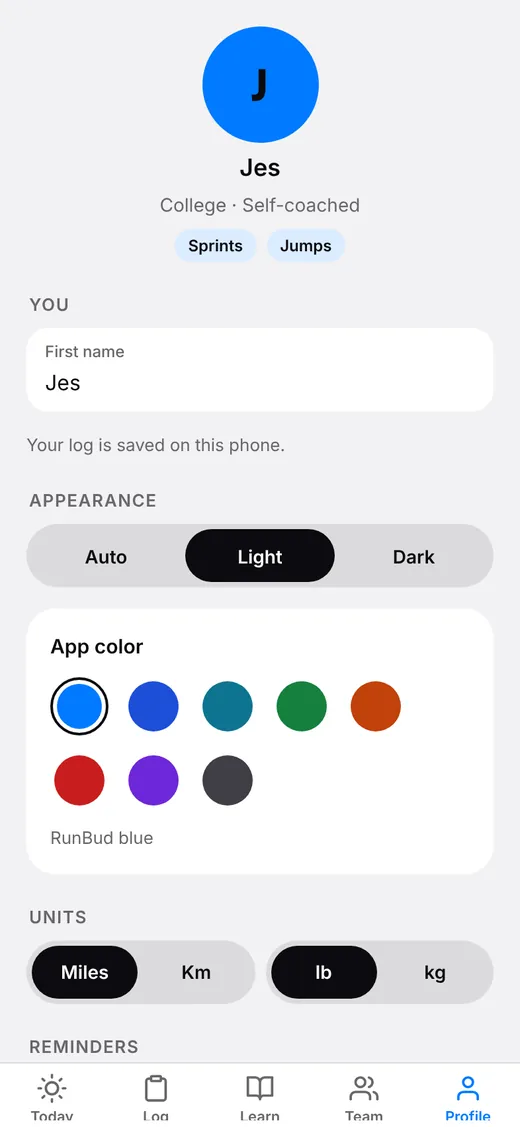 J
Jes
College · Self-coached
Sprints Jumps
YOU
First name
Jes
Your log is saved on this phone.
APPEARANCE
Auto Light Dark
App color
RunBud blue
UNITS
Miles Km lb kg
REMINDERS
Today Log Learn Team Profile